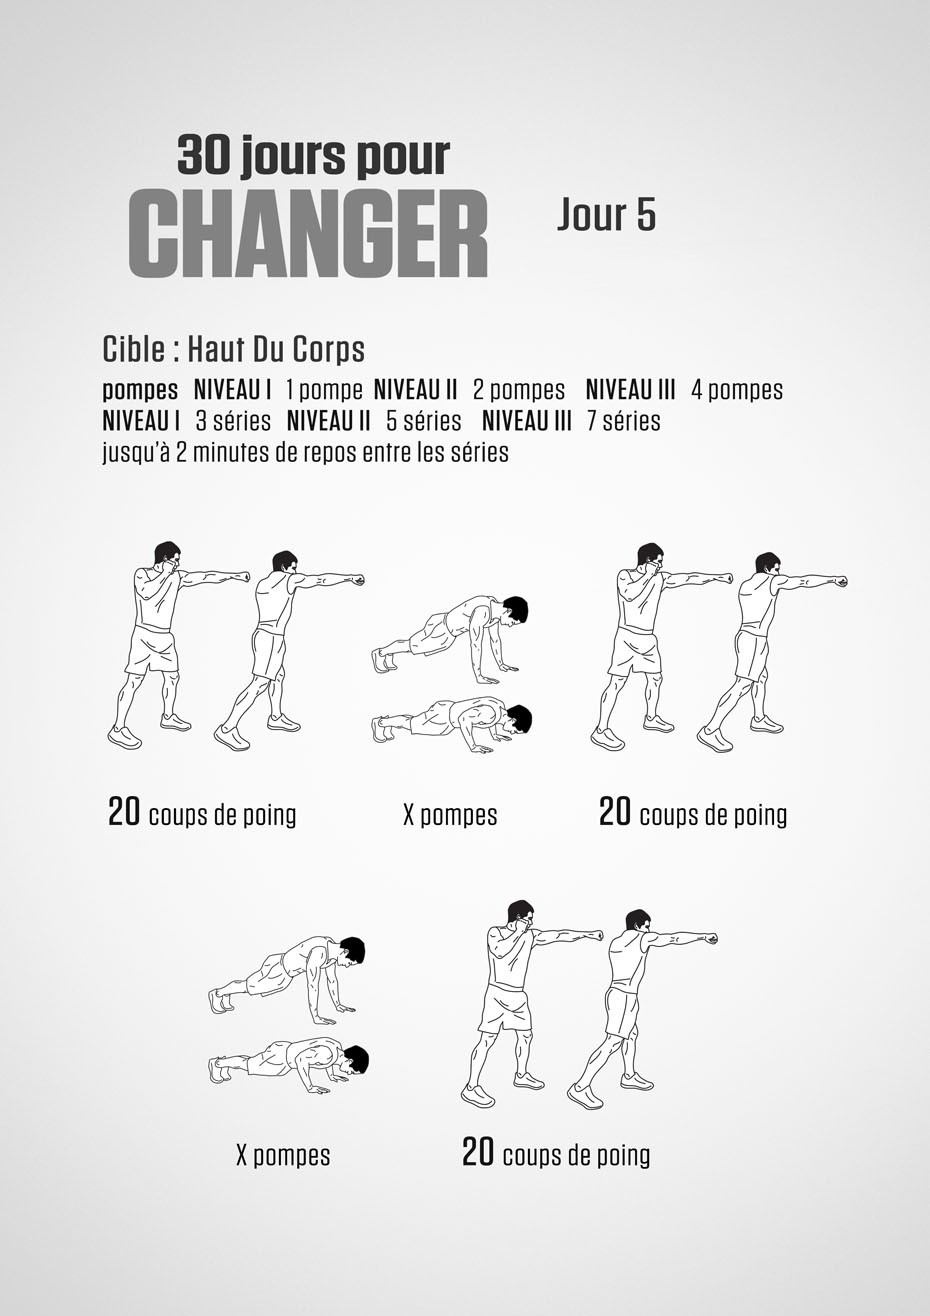 30 jours pour
CHANGER
Jour 5
Cible : Haut Du Corps
pompes NIVEAU I 1 pompe NIVEAU II 2 pompes NIVEAU III 4 pompes
NIVEAU I 3 séries NIVEAU II 5 séries NIVEAU III 7 séries
jusqu'à 2 minutes de repos entre les séries
20 coups de poing
X pompes
20 coups de poing
X pompes
20 coups de poing